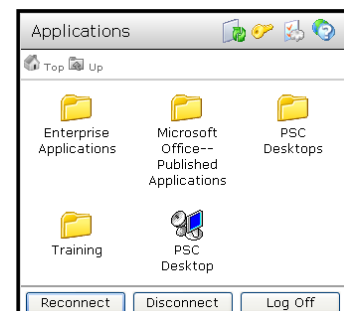 Applications
Top Up
Enterprise Microsoft PSC
Applications Office-- Desktops
Published
Applications
Training PSC
Desktop
Reconnect Disconnect Log Off